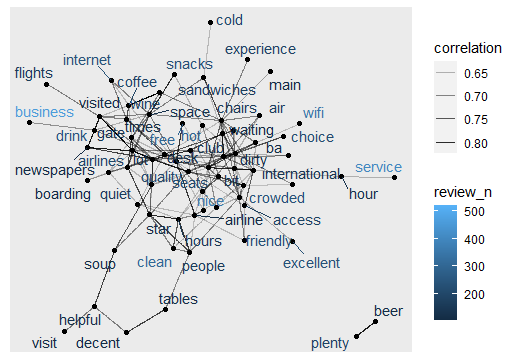 cold
experience
internet
snacks
flights
coffee
sandwiches
main
visited
wine
space
chairs
air
business
wifi
gate
times
waiting
drink
free
hot
choice
club
ba
airlines
lot
desk
dirty
newspapers
service
quality
international
boarding
seats
bit
hour
quiet
nice
crowded
star
airline
access
hours
friendly
soup
clean
people
excellent
tables
helpful
beer
visit
decent
plenty
correlation
0.65
0.70
0.75
0.80
review_n
500
400
300
200